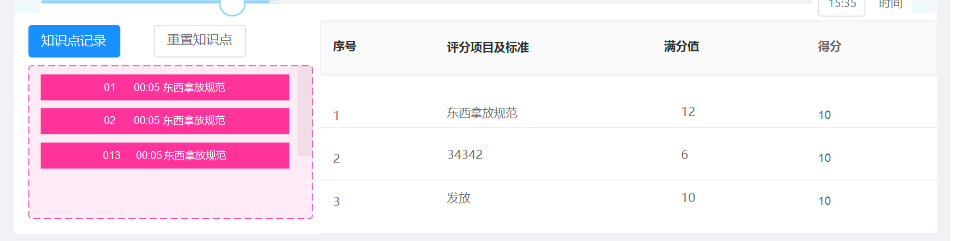 15:35 时间
知识点记录 重置知识点
01 00:05 东西拿放规范
02 00:05 东西拿放规范
013 00:05 东西拿放规范
序号 评分项目及标准 满分值 得分
1 东西拿放规范 12 10
2 34342 6 10
3 发放 10 10